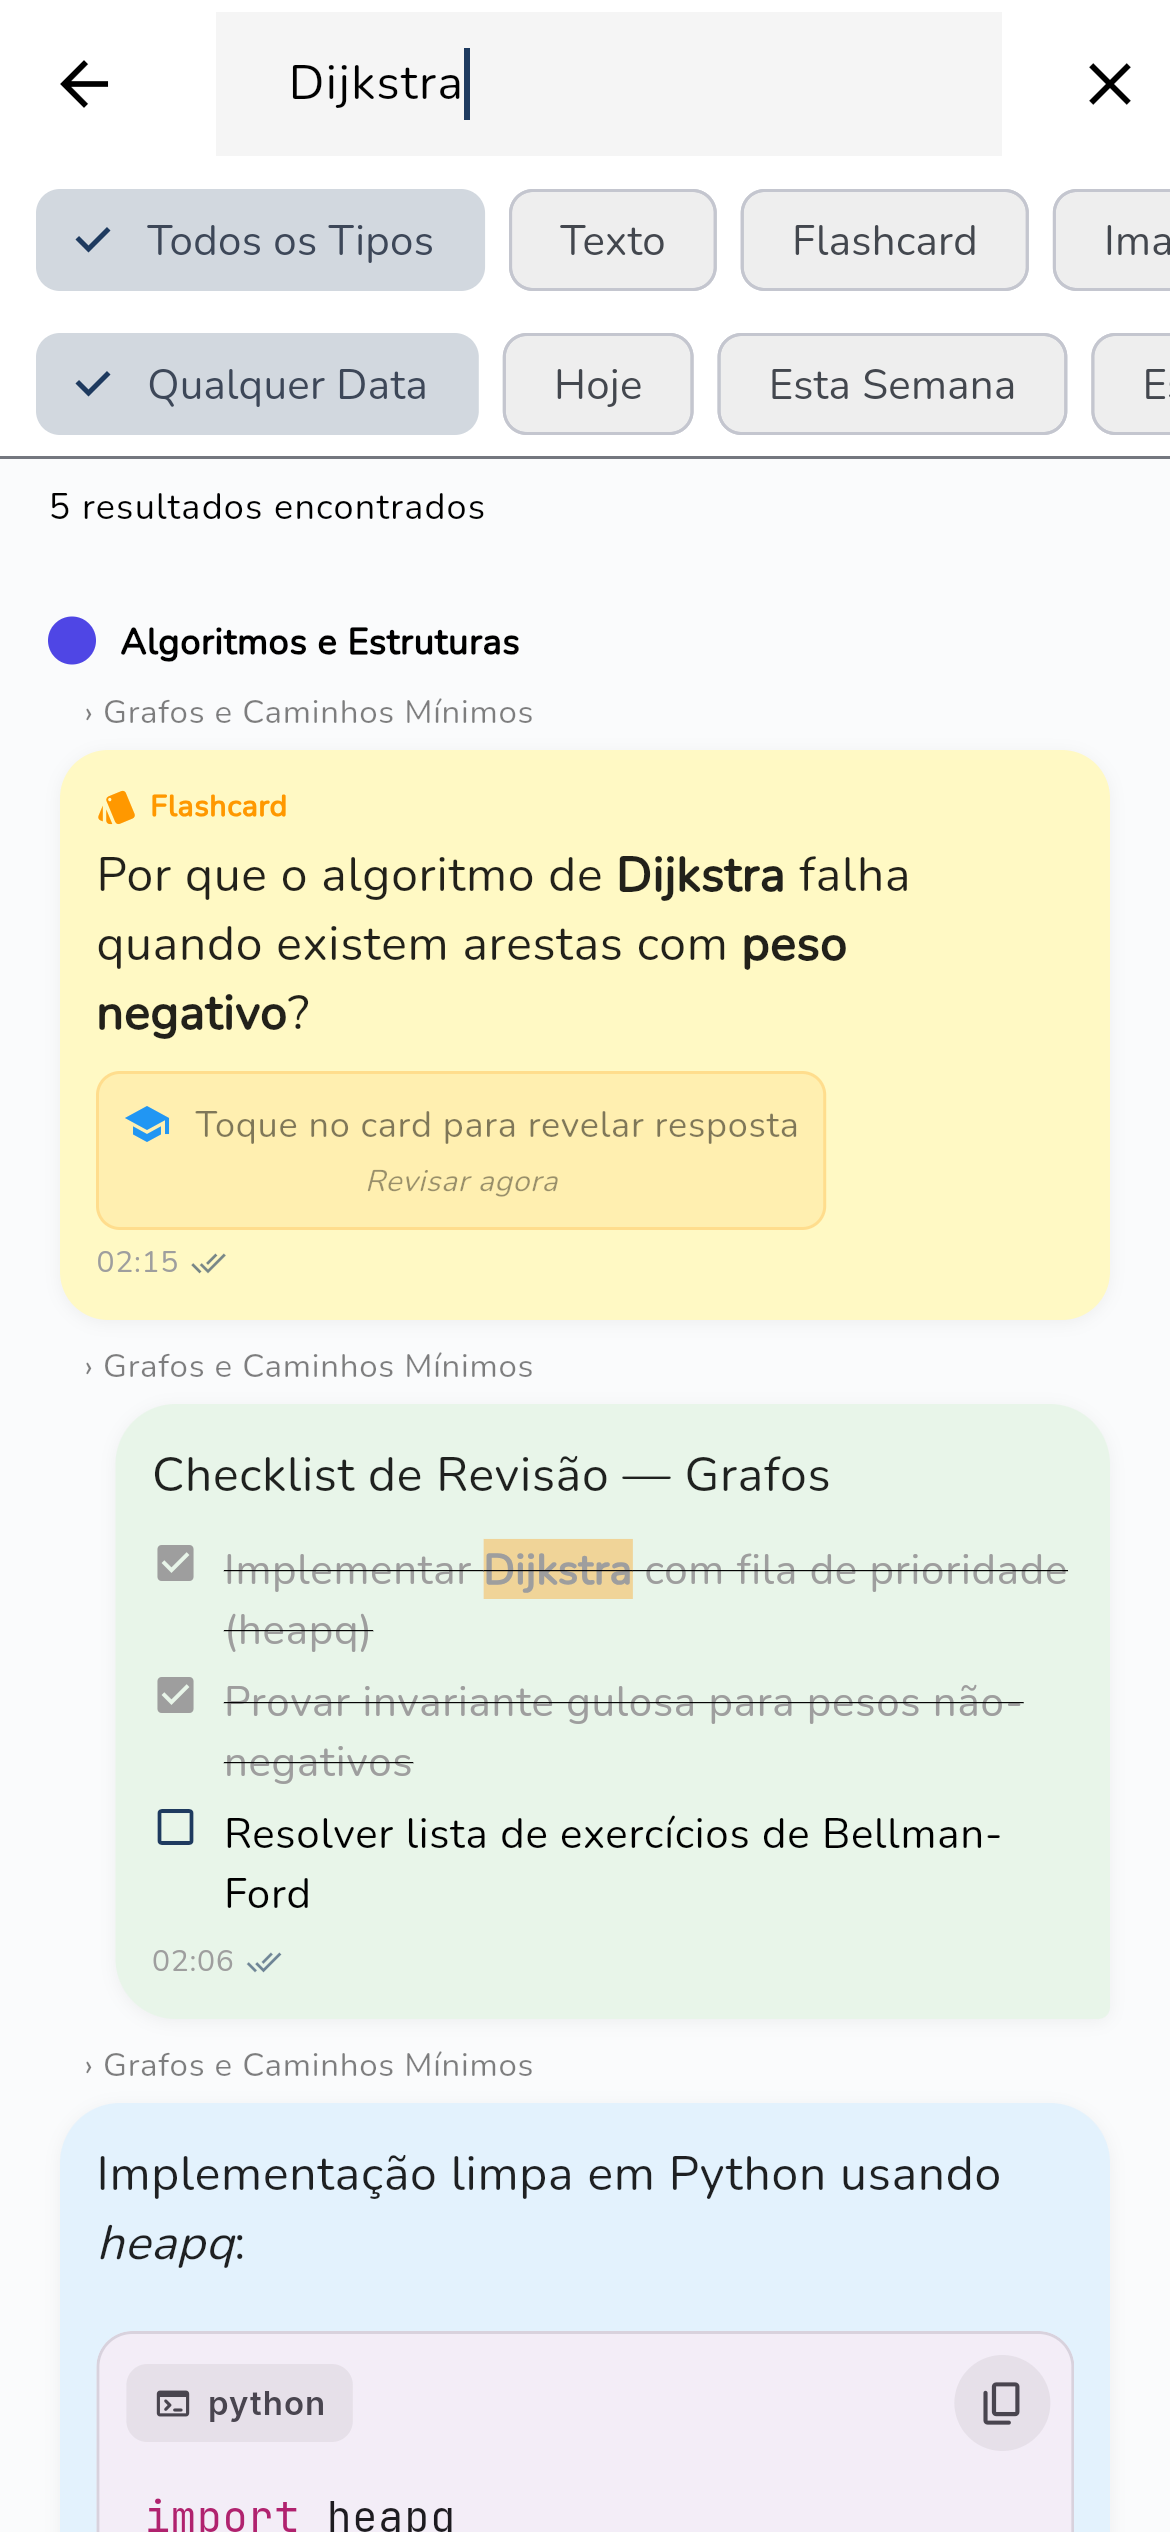 Dijkstra
Todos os Tipos
Texto
Flashcard
Ima
Qualquer Data
Hoje
Esta Semana
Es
5 resultados encontrados
Algoritmos e Estruturas
› Grafos e Caminhos Mínimos
Flashcard
Por que o algoritmo de Dijkstra falha
quando existem arestas com peso
negativo?
Toque no card para revelar resposta
Revisar agora
02:15
› Grafos e Caminhos Mínimos
Checklist de Revisão — Grafos
Implementar Dijkstra com fila de prioridade
(heapq)
Provar invariante gulosa para pesos não-
negativos
Resolver lista de exercícios de Bellman-
Ford
02:06
› Grafos e Caminhos Mínimos
Implementação limpa em Python usando
heapq:
python
import heapq